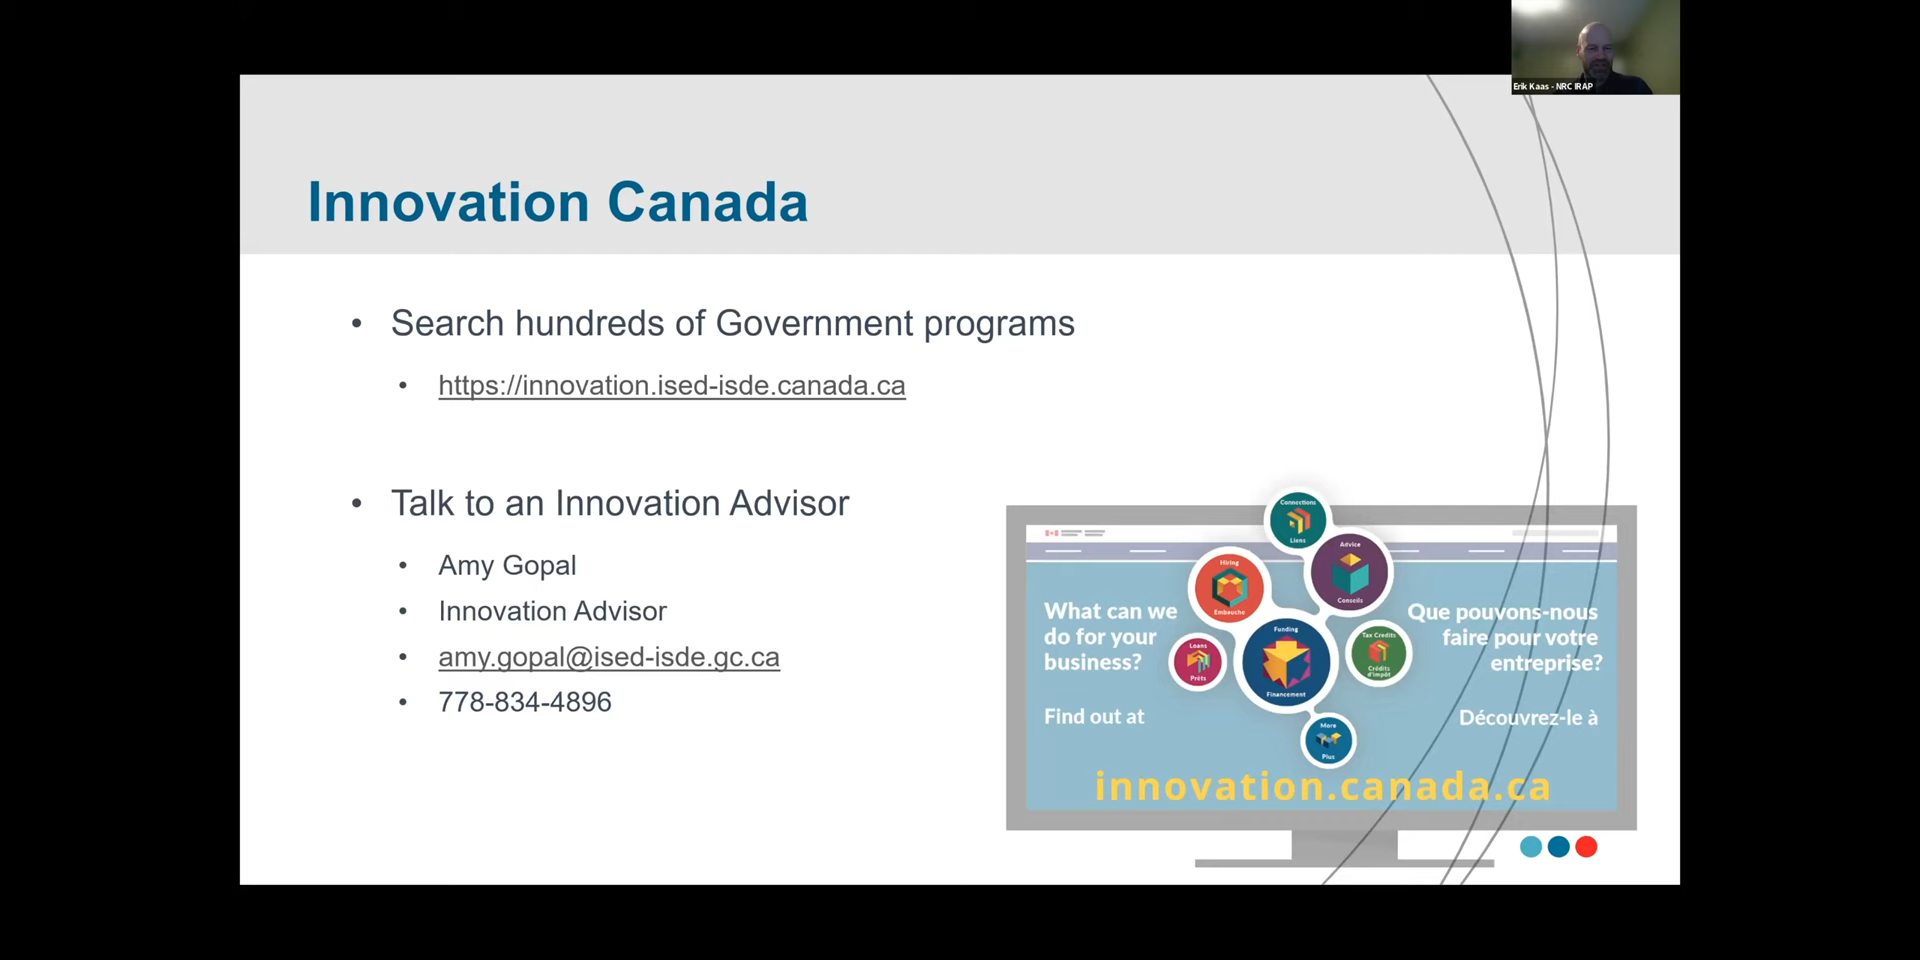 Erik Kaas - NRC IRAP
Innovation Canada
• Search hundreds of Government programs
• https://innovation.ised-isde.canada.ca
• Talk to an Innovation Advisor
• Amy Gopal
• Innovation Advisor
• amy.gopal@ised-isde.gc.ca
• 778-834-4896
Connections
Liens
Advice
Conseils
Hiring
Embauche
What can we
do for your
business?
Find out at
Loans
Prêts
Funding
Financement
Tax Credits
Crédits
d'impôt
More
Plus
Que pouvons-nous
faire pour votre
entreprise?
Découvrez-le à
innovation.canada.ca